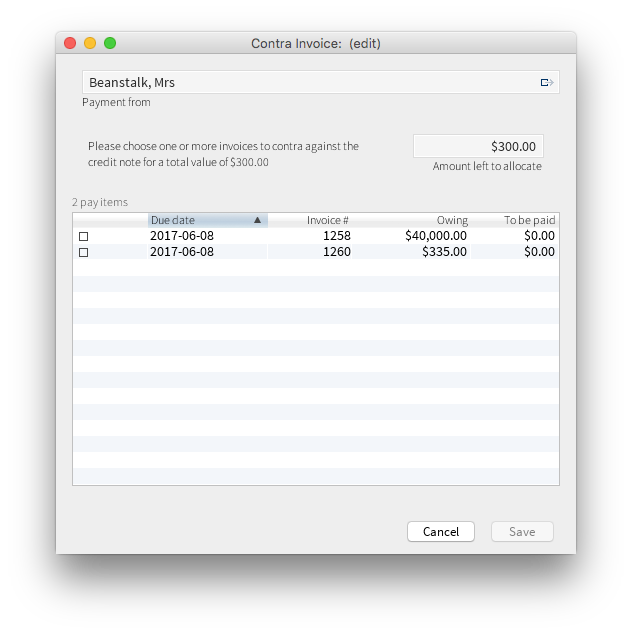 Contra Invoice:  (edit)
Beanstalk, Mrs
Payment from
Please choose one or more invoices to contra against the
credit note for a total value of $300.00
$300.00
Amount left to allocate
2 pay items
Due date Invoice # Owing To be paid
2017-06-08 1258 $40,000.00 $0.00
2017-06-08 1260 $335.00 $0.00
Cancel Save